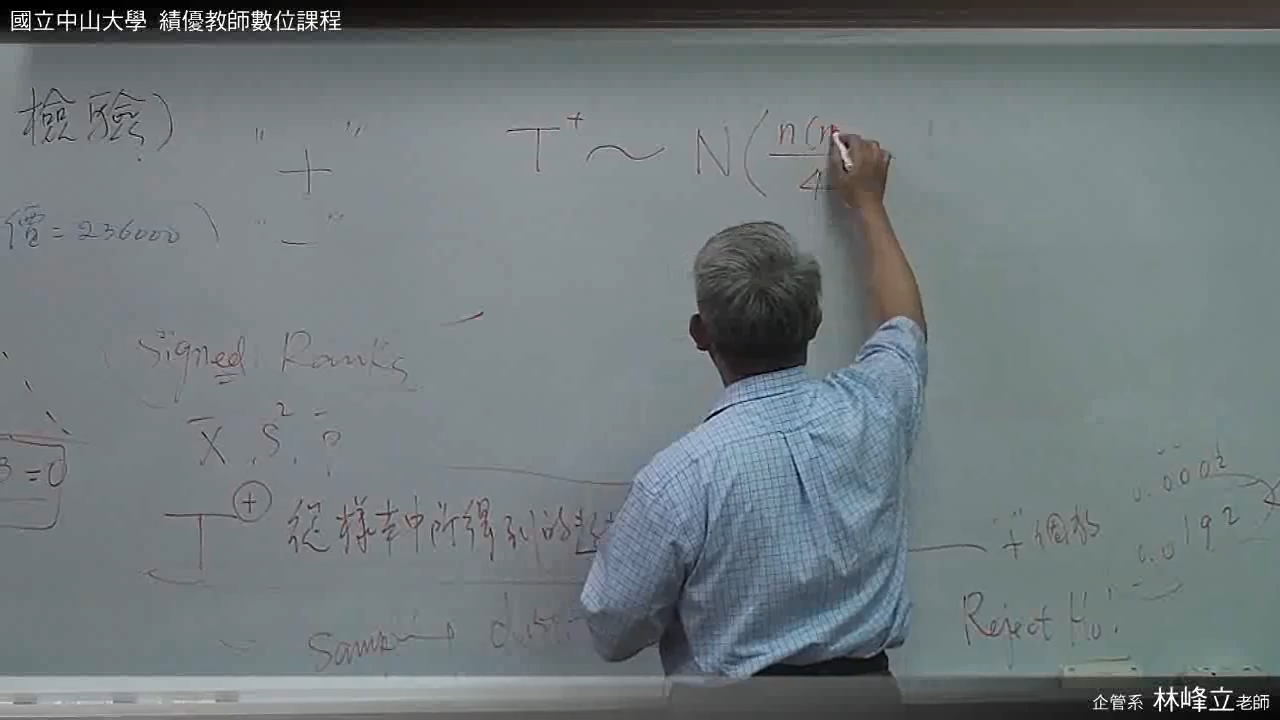 國立中山大學 績優教師數位課程
檢驗)
" + "
T⁺ ~ N( n(n / 4
價=236000)
" − "
Signed Ranks
X̄, S², p̄
3=0
T⊕ 從樣本中所得到的
"+"個數
0.0002
0.0192
Reject H₀!
企管系 林峰立老師